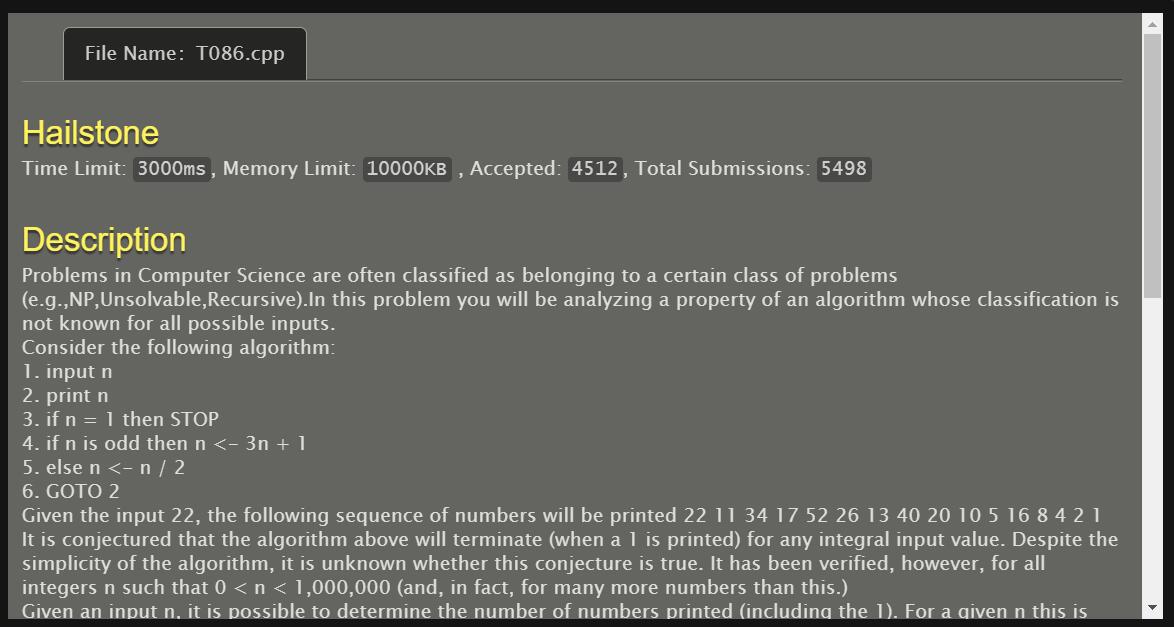 File Name: T086.cpp
Hailstone
Time Limit: 3000ms, Memory Limit: 10000KB , Accepted: 4512, Total Submissions: 5498
Description
Problems in Computer Science are often classified as belonging to a certain class of problems
(e.g.,NP,Unsolvable,Recursive).In this problem you will be analyzing a property of an algorithm whose classification is
not known for all possible inputs.
Consider the following algorithm:
1. input n
2. print n
3. if n = 1 then STOP
4. if n is odd then n <- 3n + 1
5. else n <- n / 2
6. GOTO 2
Given the input 22, the following sequence of numbers will be printed 22 11 34 17 52 26 13 40 20 10 5 16 8 4 2 1
It is conjectured that the algorithm above will terminate (when a 1 is printed) for any integral input value. Despite the
simplicity of the algorithm, it is unknown whether this conjecture is true. It has been verified, however, for all
integers n such that 0 < n < 1,000,000 (and, in fact, for many more numbers than this.)
Given an input n, it is possible to determine the number of numbers printed (including the 1). For a given n this is